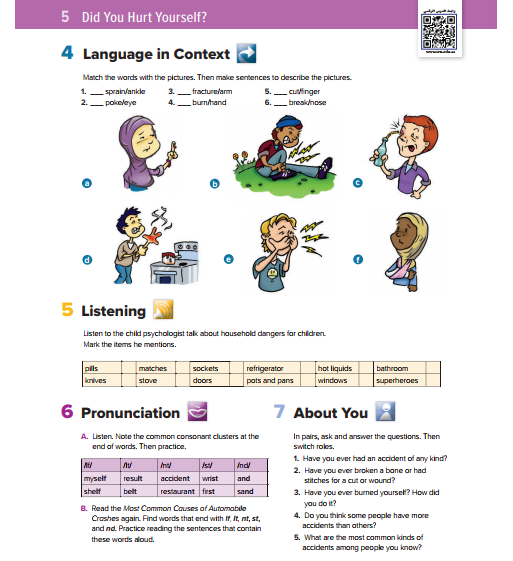 5 Did You Hurt Yourself?
4 Language in Context
Match the words with the pictures. Then make sentences to describe the pictures.
1. ___ sprain/ankle 3. ___ fracture/arm 5. ___ cut/finger
2. ___ poke/eye 4. ___ burn/hand 6. ___ break/nose
a b c
d e f
5 Listening
Listen to the child psychologist talk about household dangers for children.
Mark the items he mentions.
pills matches sockets refrigerator hot liquids bathroom
knives stove doors pots and pans windows superheroes
6 Pronunciation
A. Listen. Note the common consonant clusters at the
end of words. Then practice.
/lf/ /lt/ /nt/ /st/ /nd/
myself result accident wrist and
shelf belt restaurant first sand
B. Read the Most Common Causes of Automobile
Crashes again. Find words that end with lf, lt, nt, st,
and nd. Practice reading the sentences that contain
these words aloud.
7 About You
In pairs, ask and answer the questions. Then
switch roles.
1. Have you ever had an accident of any kind?
2. Have you ever broken a bone or had
stitches for a cut or wound?
3. Have you ever burned yourself? How did
you do it?
4. Do you think some people have more
accidents than others?
5. What are the most common kinds of
accidents among people you know?